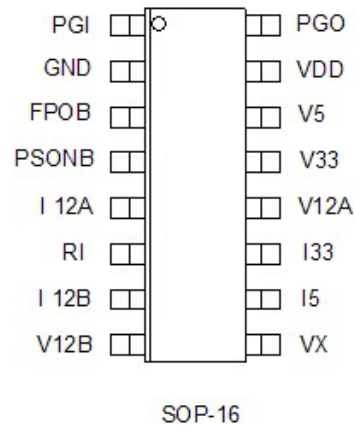 PGI PGO
GND VDD
FPOB V5
PSONB V33
I 12A V12A
RI I33
I 12B I5
V12B VX
SOP-16